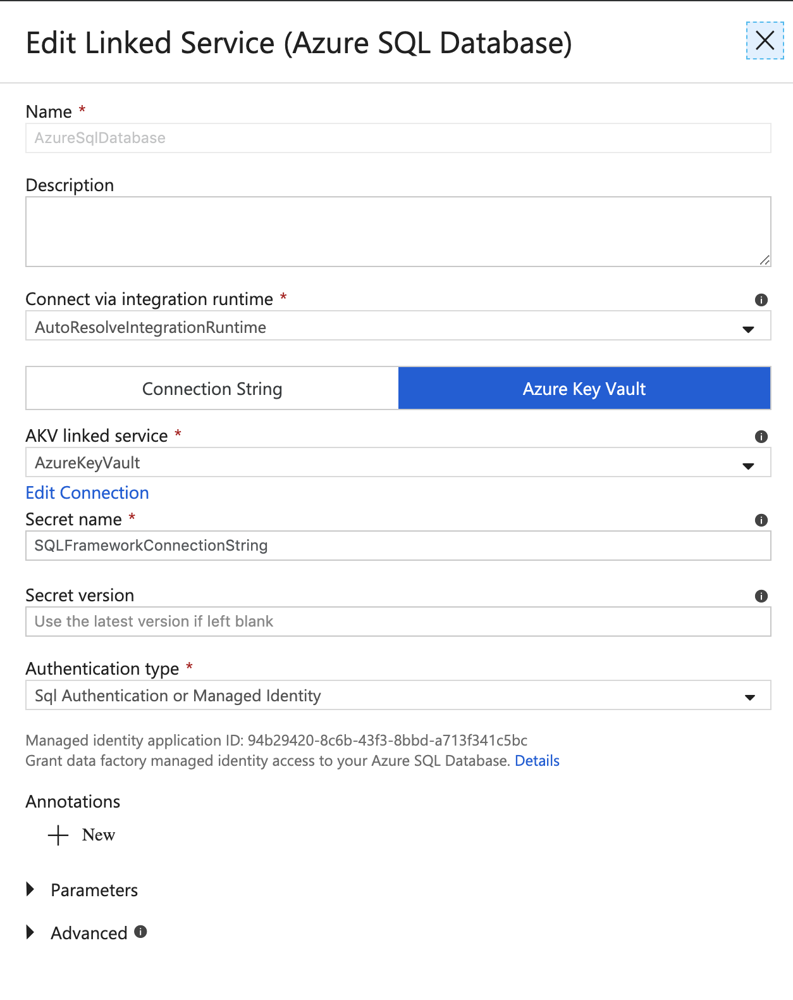 Edit Linked Service (Azure SQL Database)
Name *
AzureSqlDatabase
Description
Connect via integration runtime *
AutoResolveIntegrationRuntime
Connection String
Azure Key Vault
AKV linked service *
AzureKeyVault
Edit Connection
Secret name *
SQLFrameworkConnectionString
Secret version
Use the latest version if left blank
Authentication type *
Sql Authentication or Managed Identity
Managed identity application ID: 94b29420-8c6b-43f3-8bbd-a713f341c5bc
Grant data factory managed identity access to your Azure SQL Database. Details
Annotations
New
Parameters
Advanced